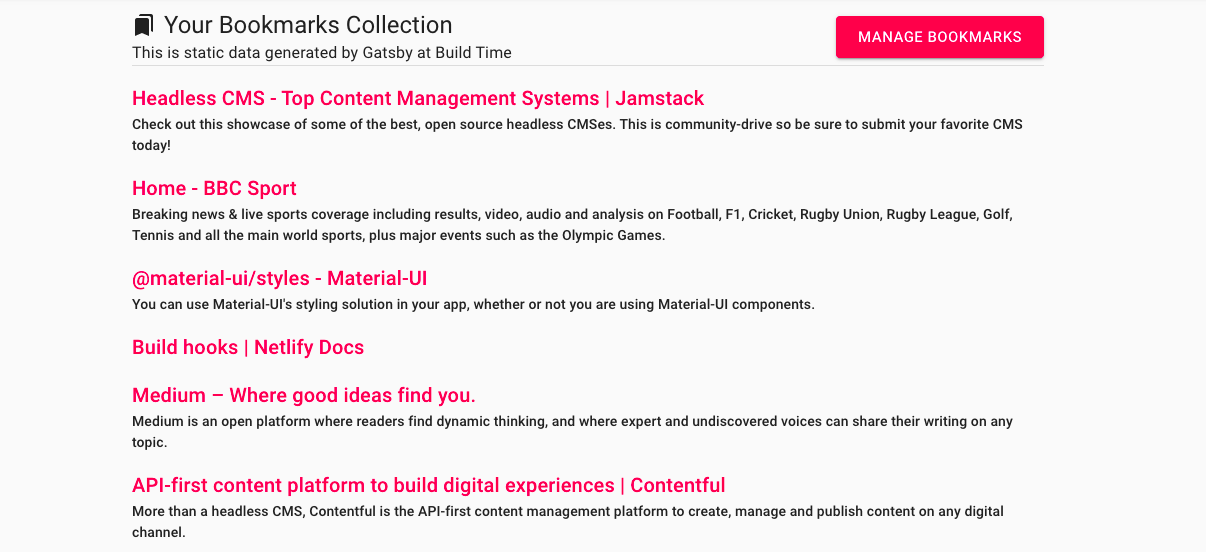 Your Bookmarks Collection
This is static data generated by Gatsby at Build Time
MANAGE BOOKMARKS
Headless CMS - Top Content Management Systems | Jamstack
Check out this showcase of some of the best, open source headless CMSes. This is community-drive so be sure to submit your favorite CMS
today!
Home - BBC Sport
Breaking news & live sports coverage including results, video, audio and analysis on Football, F1, Cricket, Rugby Union, Rugby League, Golf,
Tennis and all the main world sports, plus major events such as the Olympic Games.
@material-ui/styles - Material-UI
You can use Material-UI's styling solution in your app, whether or not you are using Material-UI components.
Build hooks | Netlify Docs
Medium – Where good ideas find you.
Medium is an open platform where readers find dynamic thinking, and where expert and undiscovered voices can share their writing on any
topic.
API-first content platform to build digital experiences | Contentful
More than a headless CMS, Contentful is the API-first content management platform to create, manage and publish content on any digital
channel.